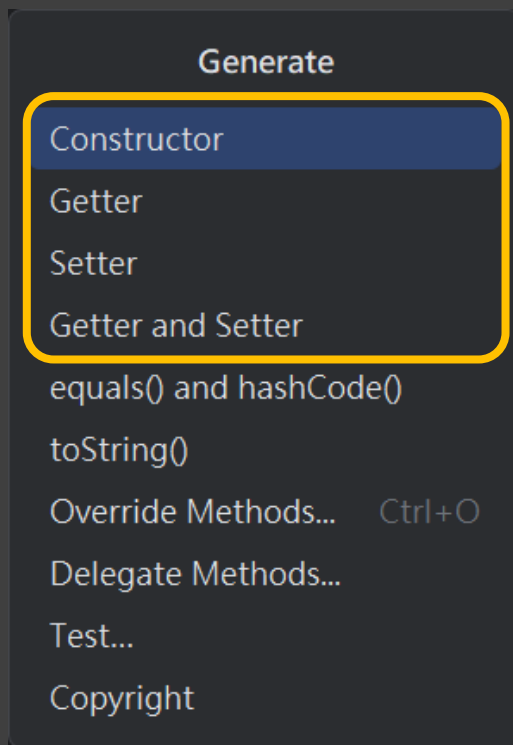 Generate
Constructor
Getter
Setter
Getter and Setter
equals() and hashCode()
toString()
Override Methods... Ctrl+O
Delegate Methods...
Test...
Copyright